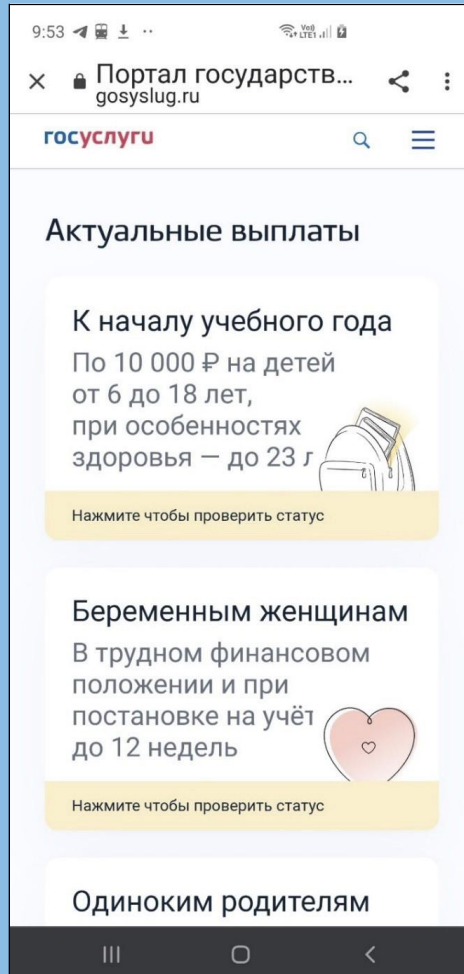 9:53
Vo)) LTE1
Портал государств...
gosyslug.ru
госуслуги
Актуальные выплаты
К началу учебного года
По 10 000 ₽ на детей
от 6 до 18 лет,
при особенностях
здоровья — до 23 л
Нажмите чтобы проверить статус
Беременным женщинам
В трудном финансовом
положении и при
постановке на учёт
до 12 недель
Нажмите чтобы проверить статус
Одиноким родителям